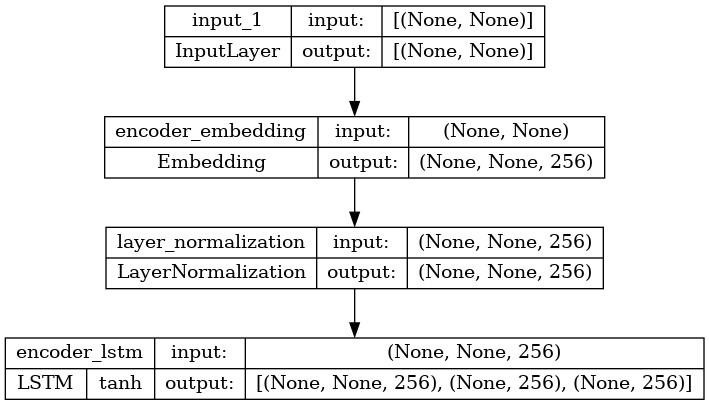 input_1 input: [(None, None)]
InputLayer output: [(None, None)]
encoder_embedding input: (None, None)
Embedding output: (None, None, 256)
layer_normalization input: (None, None, 256)
LayerNormalization output: (None, None, 256)
encoder_lstm input: (None, None, 256)
LSTM tanh output: [(None, None, 256), (None, 256), (None, 256)]